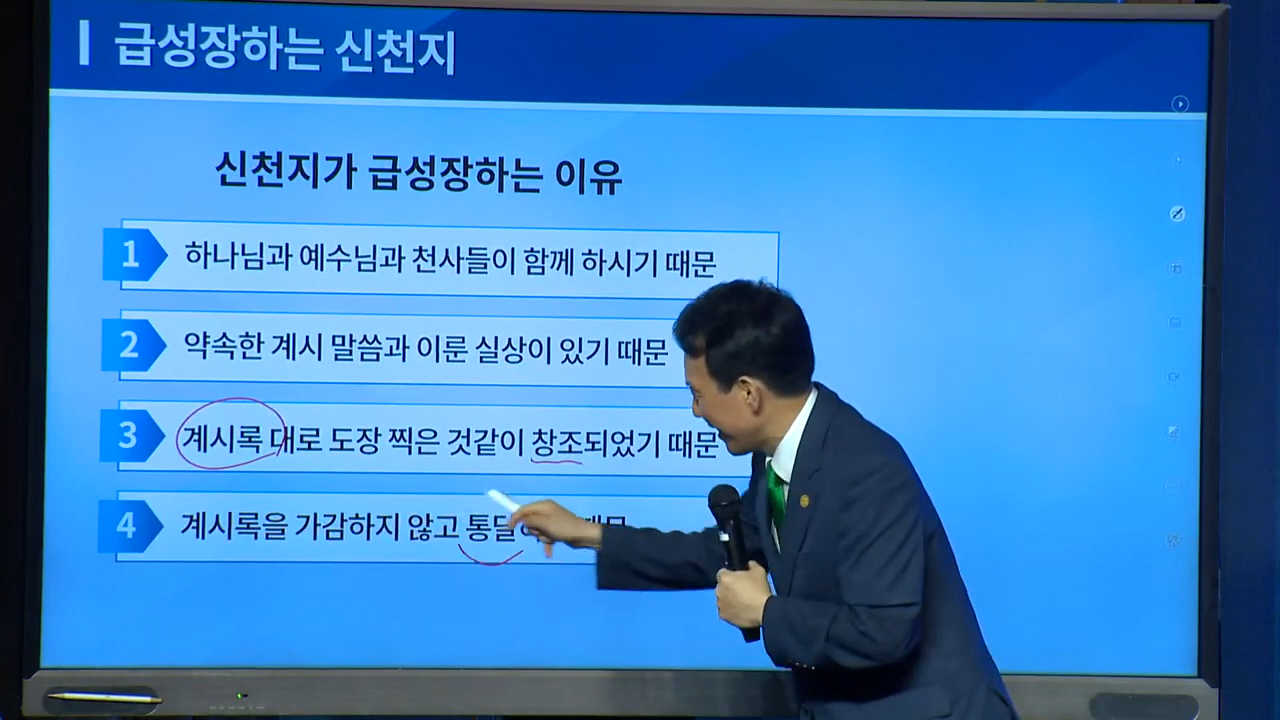 급성장하는 신천지
신천지가 급성장하는 이유
1 하나님과 예수님과 천사들이 함께 하시기 때문
2 약속한 계시 말씀과 이룬 실상이 있기 때문
3 계시록 대로 도장 찍은 것같이 창조되었기 때문
4 계시록을 가감하지 않고 통달